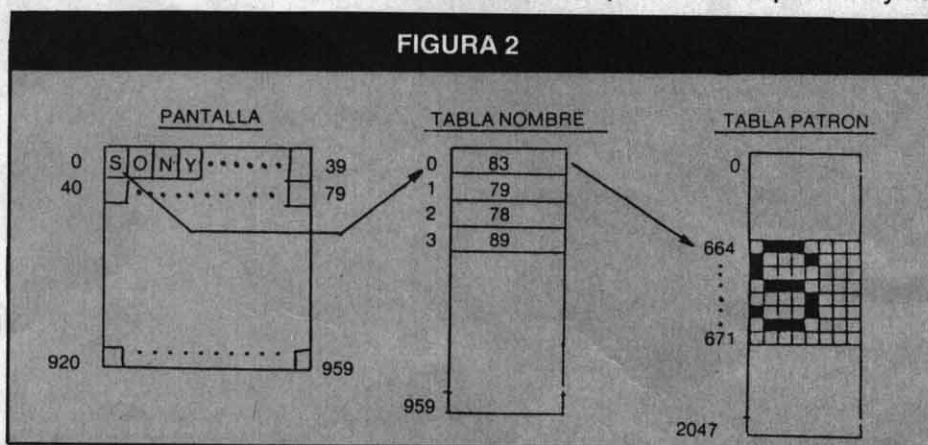 FIGURA 2
PANTALLA
TABLA NOMBRE
TABLA PATRON
0 S O N Y 39
40 79
920 959
0 83
1 79
2 78
3 89
959
0
664
671
2047